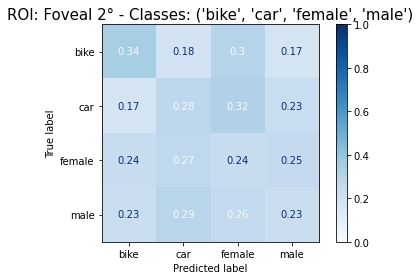 ROI: Foveal 2° - Classes: ('bike', 'car', 'female', 'male')
1.0
bike 0.34 0.18 0.3 0.17
0.8
car 0.17 0.28 0.32 0.23
0.6
True label
0.4
female 0.24 0.27 0.24 0.25
0.2
male 0.23 0.29 0.26 0.23
0.0
bike car female male
Predicted label